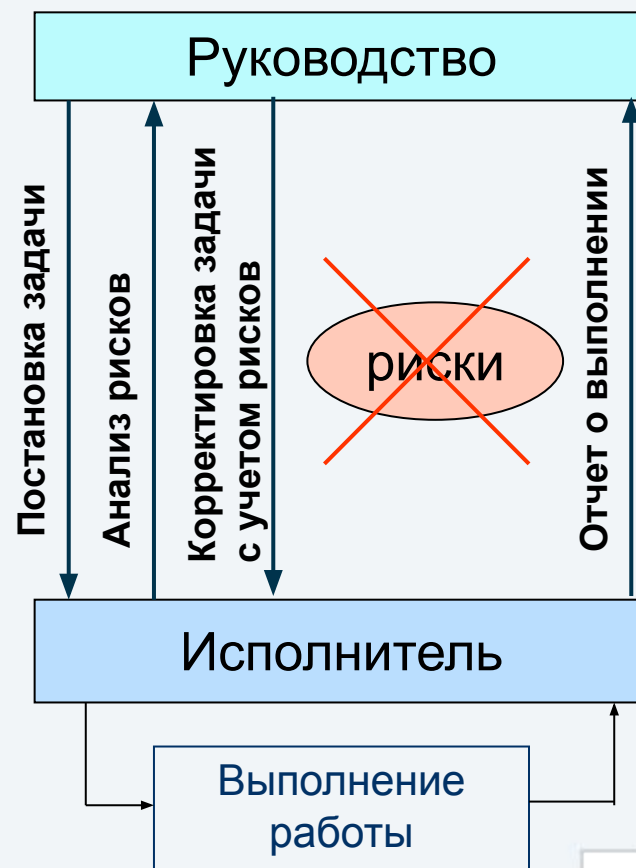 Руководство
Постановка задачи
Анализ рисков
Корректировка задачи
с учетом рисков
риски
Отчет о выполнении
Исполнитель
Выполнение
работы